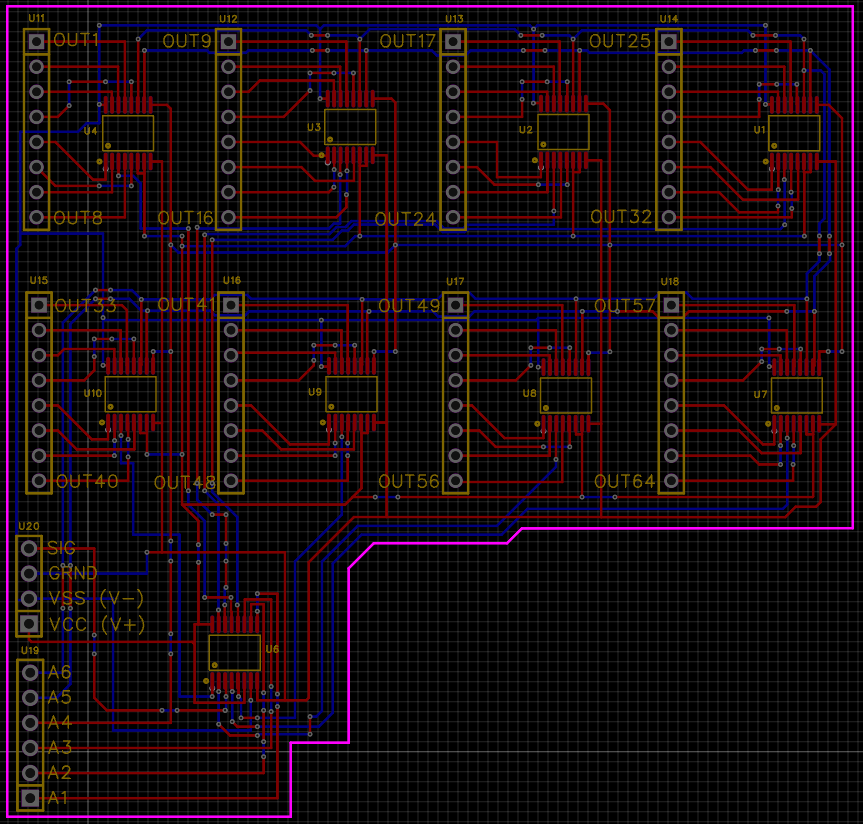 U11 U12 U13 U14
OUT1 OUT9 OUT17 OUT25
U4 U3 U2 U1
OUT8 OUT16 OUT24 OUT32
U15 U16 U17 U18
OUT33 OUT41 OUT49 OUT57
U10 U9 U8 U7
OUT40 OUT48 OUT56 OUT64
U20
SIG
GRND
VSS (V-)
VCC (V+)
U19 U6
A6
A5
A4
A3
A2
A1